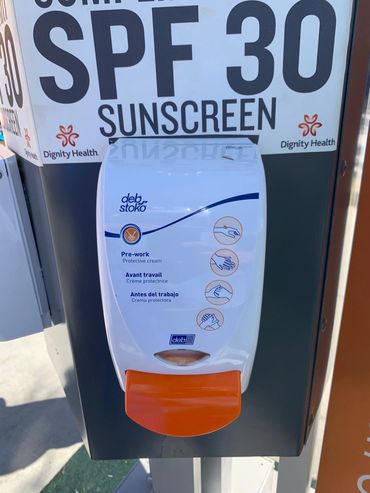 SPF 30
SUNSCREEN
Dignity Health
Dignity Health
deb
stoko
Pre-work
Protective cream
Avant travail
Crème protectrice
Antes del trabajo
Crema protectora
deb